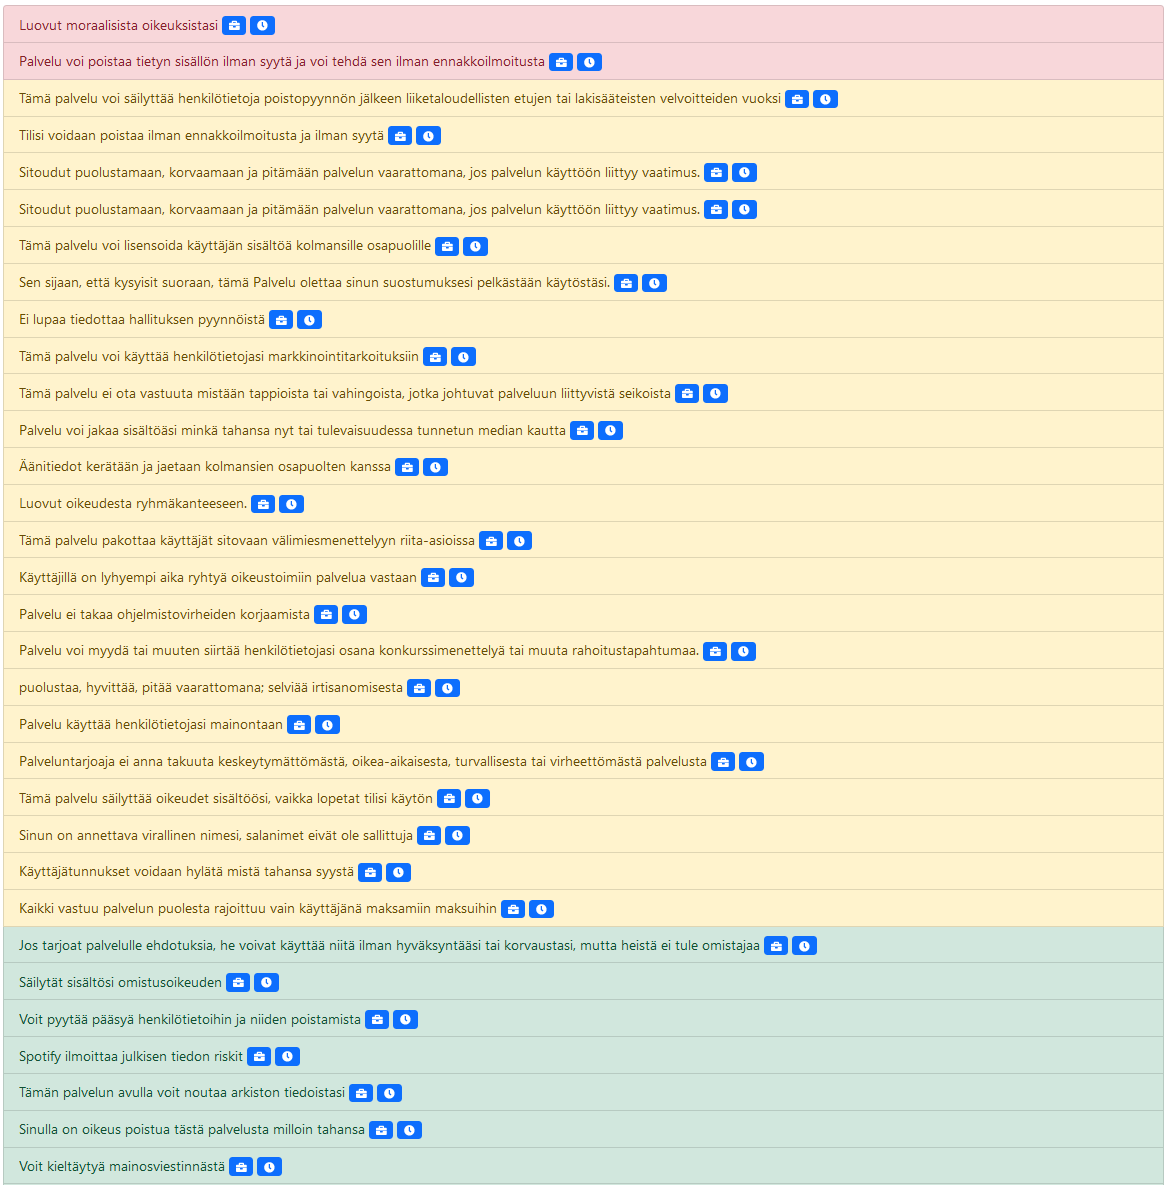 Luovut moraalisista oikeuksistasi
Palvelu voi poistaa tietyn sisällön ilman syytä ja voi tehdä sen ilman ennakkoilmoitusta
Tämä palvelu voi säilyttää henkilötietoja poistopyynnön jälkeen liiketaloudellisten etujen tai lakisääteisten velvoitteiden vuoksi
Tilisi voidaan poistaa ilman ennakkoilmoitusta ja ilman syytä
Sitoudut puolustamaan, korvaamaan ja pitämään palvelun vaarattomana, jos palvelun käyttöön liittyy vaatimus.
Sitoudut puolustamaan, korvaamaan ja pitämään palvelun vaarattomana, jos palvelun käyttöön liittyy vaatimus.
Tämä palvelu voi lisensoida käyttäjän sisältöä kolmansille osapuolille
Sen sijaan, että kysyisit suoraan, tämä Palvelu olettaa sinun suostumuksesi pelkästään käytöstäsi.
Ei lupaa tiedottaa hallituksen pyynnöistä
Tämä palvelu voi käyttää henkilötietojasi markkinointitarkoituksiin
Tämä palvelu ei ota vastuuta mistään tappioista tai vahingoista, jotka johtuvat palveluun liittyvistä seikoista
Palvelu voi jakaa sisältöäsi minkä tahansa nyt tai tulevaisuudessa tunnetun median kautta
Äänitiedot kerätään ja jaetaan kolmansien osapuolten kanssa
Luovut oikeudesta ryhmäkanteeseen.
Tämä palvelu pakottaa käyttäjät sitovaan välimiesmenettelyyn riita-asioissa
Käyttäjillä on lyhyempi aika ryhtyä oikeustoimiin palvelua vastaan
Palvelu ei takaa ohjelmistovirheiden korjaamista
Palvelu voi myydä tai muuten siirtää henkilötietojasi osana konkurssimenettelyä tai muuta rahoitustapahtumaa.
puolustaa, hyvittää, pitää vaarattomana; selviää irtisanomisesta
Palvelu käyttää henkilötietojasi mainontaan
Palveluntarjoaja ei anna takuuta keskeytymättömästä, oikea-aikaisesta, turvallisesta tai virheettömästä palvelusta
Tämä palvelu säilyttää oikeudet sisältöösi, vaikka lopetat tilisi käytön
Sinun on annettava virallinen nimesi, salanimet eivät ole sallittuja
Käyttäjätunnukset voidaan hylätä mistä tahansa syystä
Kaikki vastuu palvelun puolesta rajoittuu vain käyttäjänä maksamiin maksuihin
Jos tarjoat palvelulle ehdotuksia, he voivat käyttää niitä ilman hyväksyntääsi tai korvaustasi, mutta heistä ei tule omistajaa
Säilytät sisältösi omistusoikeuden
Voit pyytää pääsyä henkilötietoihin ja niiden poistamista
Spotify ilmoittaa julkisen tiedon riskit
Tämän palvelun avulla voit noutaa arkiston tiedoistasi
Sinulla on oikeus poistua tästä palvelusta milloin tahansa
Voit kieltäytyä mainosviestinnästä